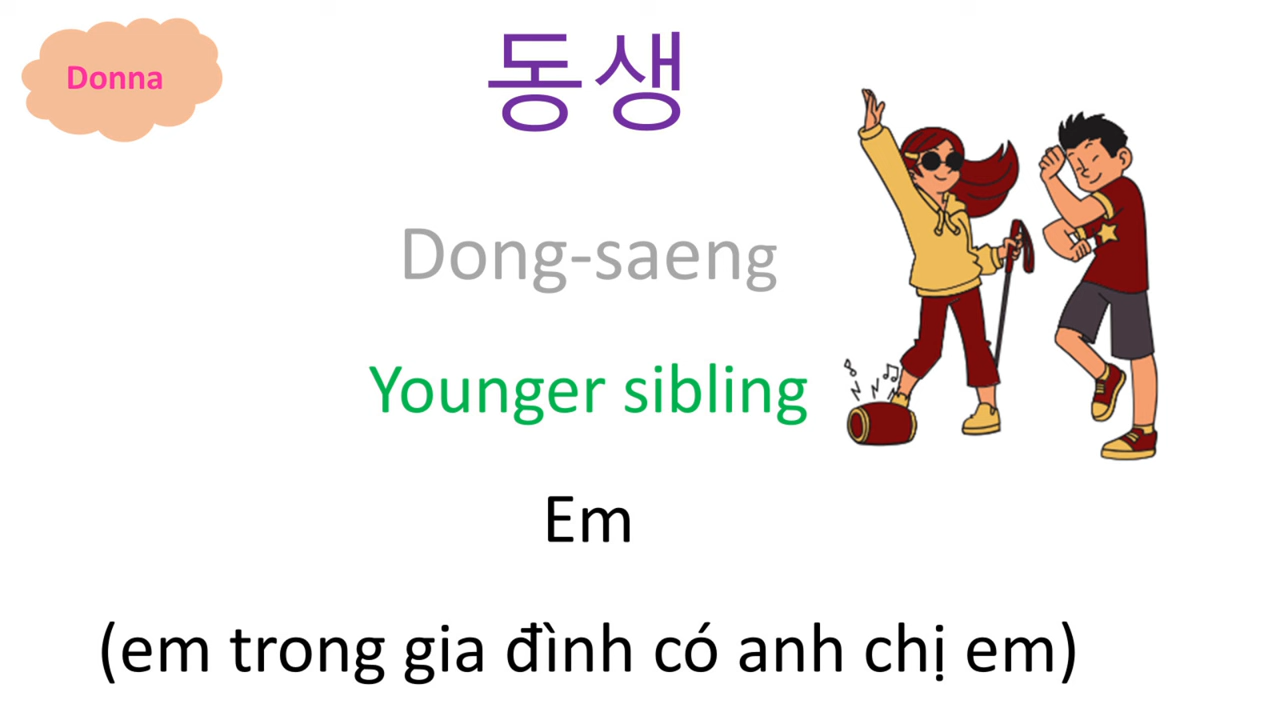 Donna
동생
Dong-saeng
Younger sibling
Em
(em trong gia đình có anh chị em)